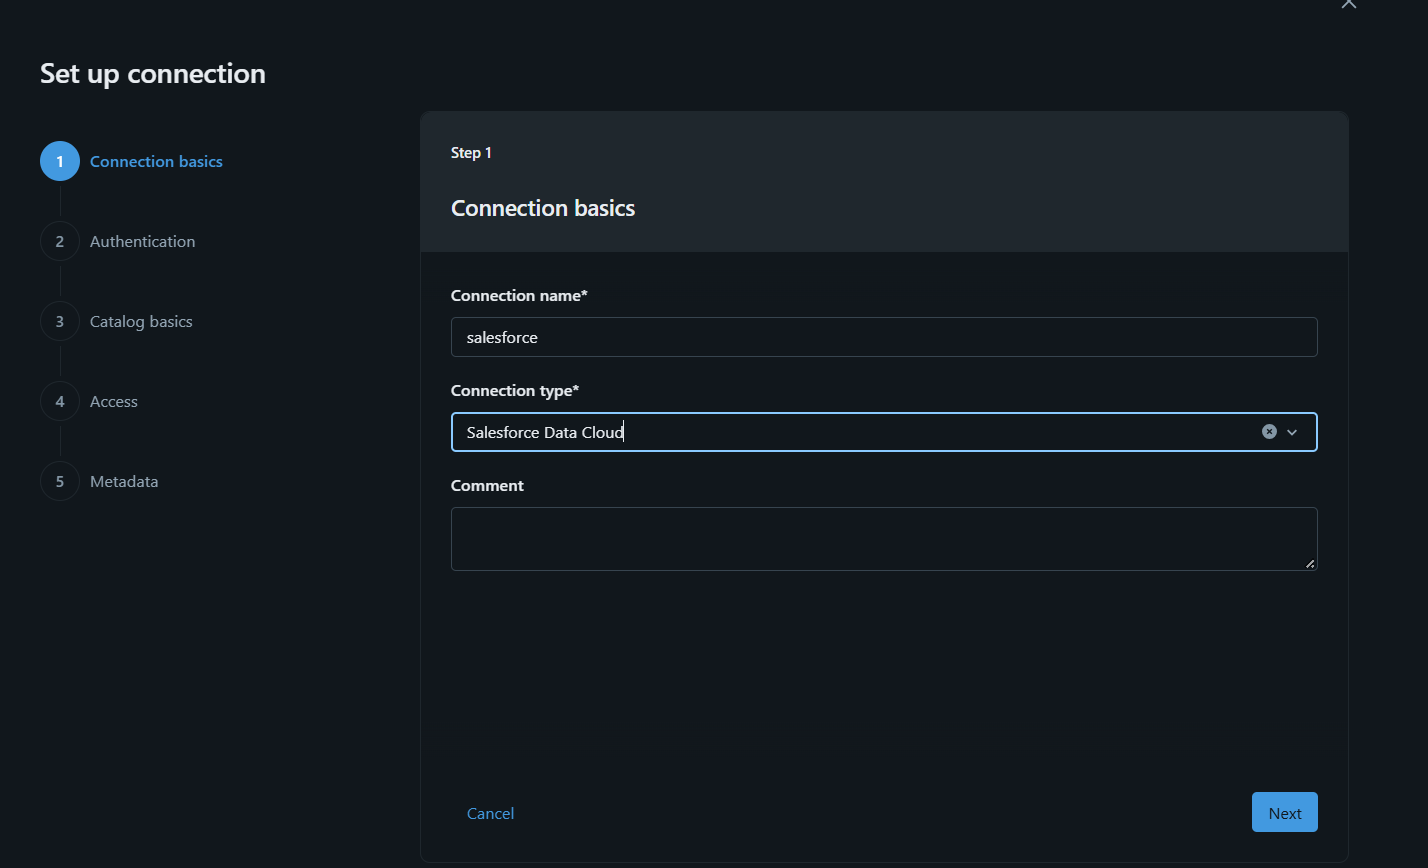 Set up connection
1 Connection basics
2 Authentication
3 Catalog basics
4 Access
5 Metadata
Step 1
Connection basics
Connection name*
salesforce
Connection type*
Salesforce Data Cloud
Comment
Cancel
Next